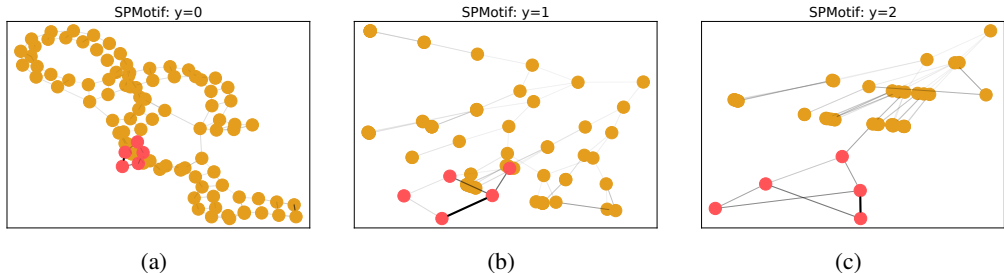 SPMotif: y=0
SPMotif: y=1
SPMotif: y=2
(a)
(b)
(c)